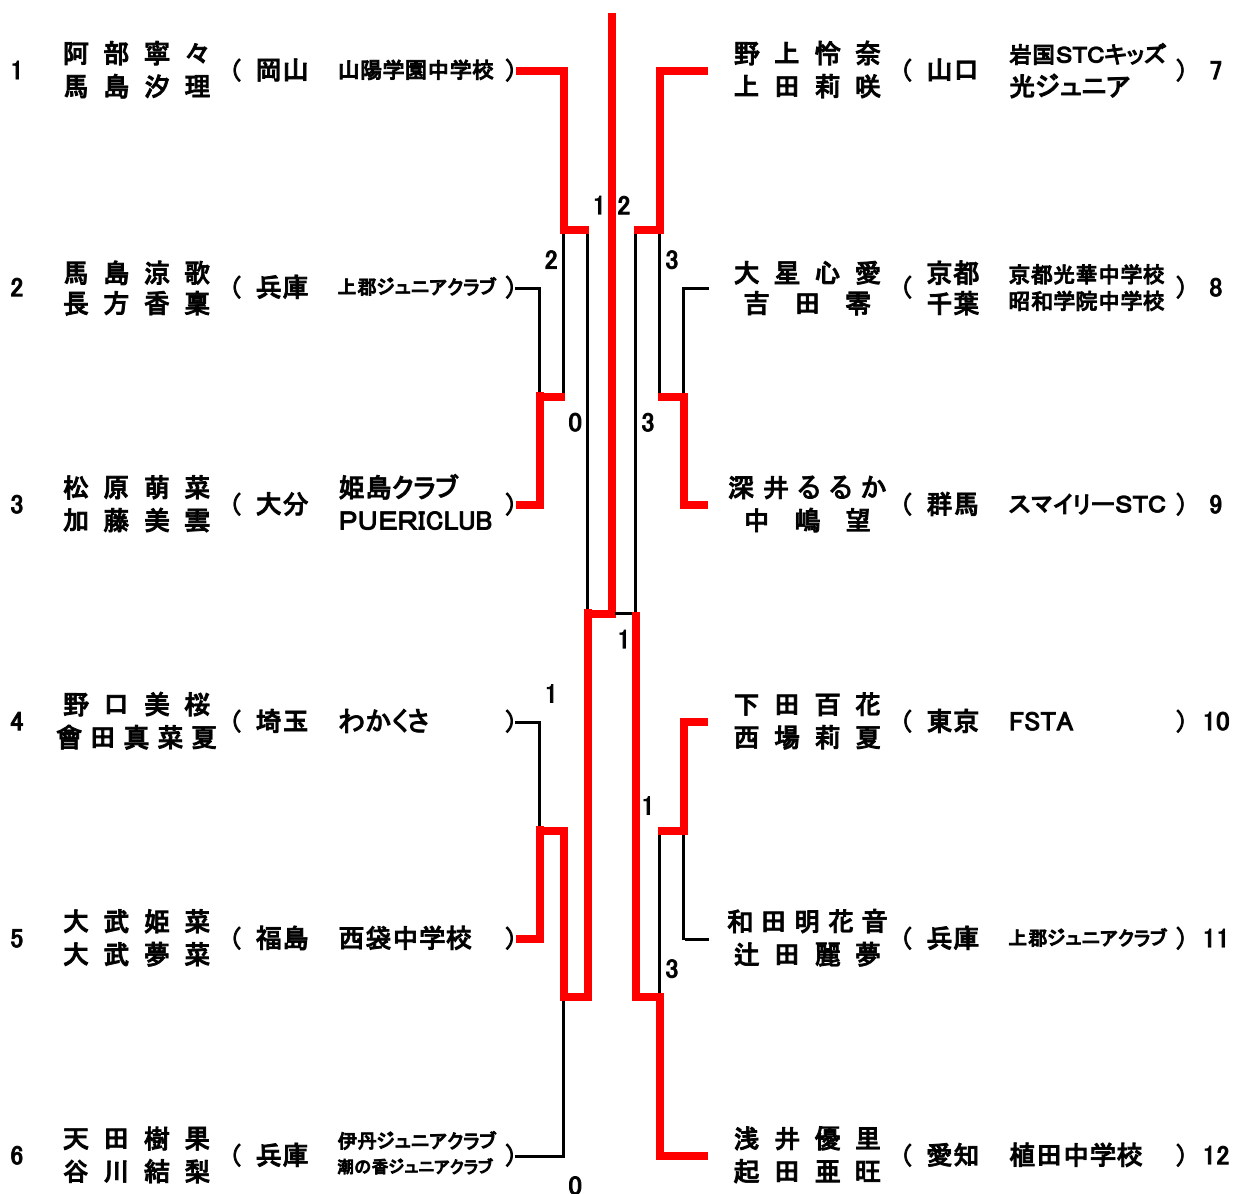 1 阿部寧々 馬島汐理 ( 岡山 山陽学園中学校 )
2 馬島涼歌 長方香稟 ( 兵庫 上郡ジュニアクラブ )
3 松原萌菜 加藤美雲 ( 大分 姫島クラブ PUERICLUB )
4 野口美桜 會田真菜夏 ( 埼玉 わかくさ )
5 大武姫菜 大武夢菜 ( 福島 西袋中学校 )
6 天田樹果 谷川結梨 ( 兵庫 伊丹ジュニアクラブ 潮の香ジュニアクラブ )
1 2
2
0
1
0
野上怜奈 上田莉咲 ( 山口 岩国STCキッズ 光ジュニア ) 7
大星心愛 吉田零 ( 京都 千葉 京都光華中学校 昭和学院中学校 ) 8
深井るるか 中嶋望 ( 群馬 スマイリーSTC ) 9
下田百花 西場莉夏 ( 東京 FSTA ) 10
和田明花音 辻田麗夢 ( 兵庫 上郡ジュニアクラブ ) 11
浅井優里 起田亜旺 ( 愛知 植田中学校 ) 12
3
3
1
1
3